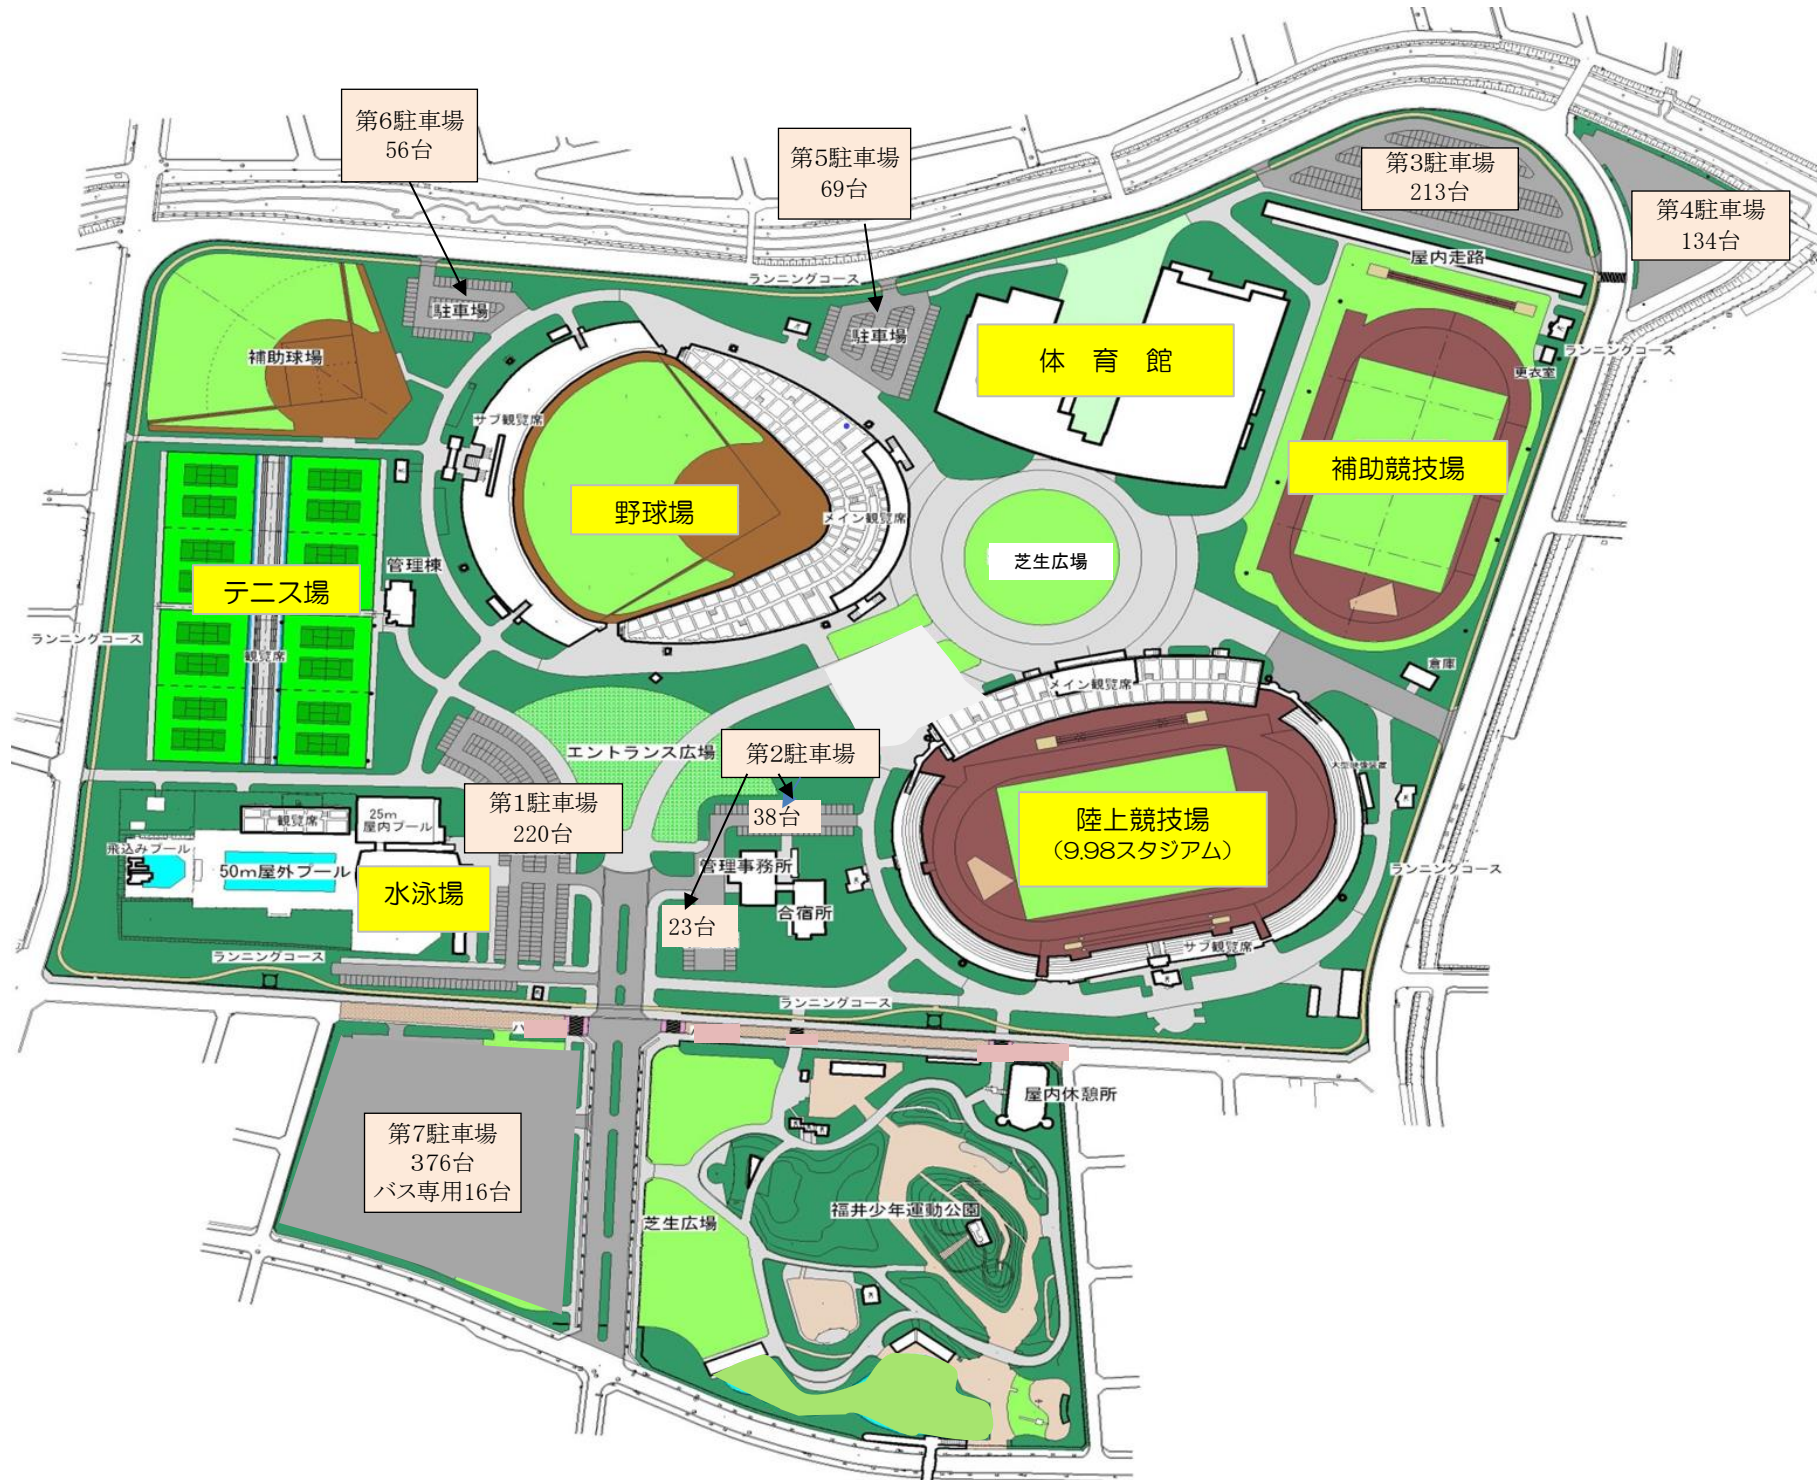 第6駐車場
56台
第5駐車場
69台
第3駐車場
213台
第4駐車場
134台
屋内走路
ランニングコース
駐車場
駐車場
補助球場
体 育 館
ランニングコース
更衣室
サブ観覧席
補助競技場
野球場
メイン観覧席
芝生広場
管理棟
テニス場
ランニングコース
観覧席
倉庫
メイン観覧席
エントランス広場
第2駐車場
大型映像装置
第1駐車場
220台
38台
陸上競技場
(9.98スタジアム)
観覧席
25m
屋内プール
飛込みプール
50m屋外プール
管理事務所
ランニングコース
水泳場
合宿所
23台
サブ観覧席
ランニングコース
ランニングコース
屋内休憩所
第7駐車場
376台
バス専用16台
福井少年運動公園
芝生広場